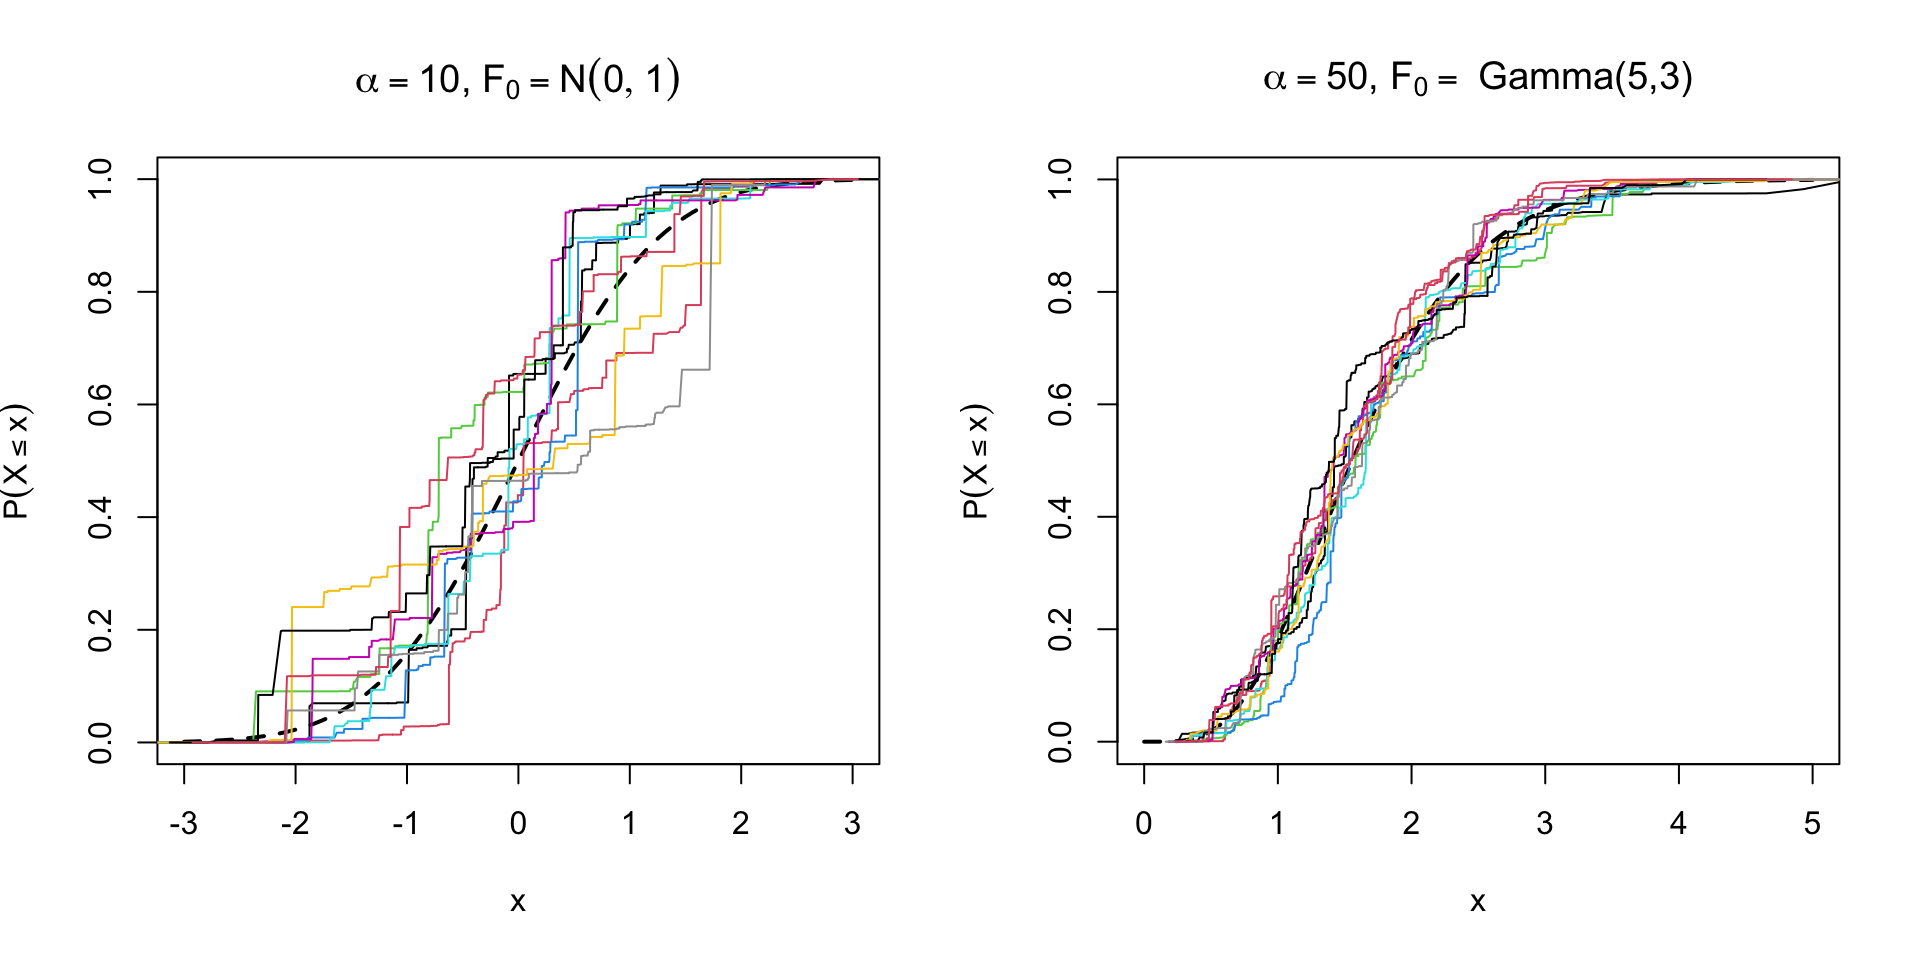 α = 10, F₀ = N(0, 1)
P(X ≤ x)
1.0
0.8
0.6
0.4
0.2
0.0
-3 -2 -1 0 1 2 3
x
α = 50, F₀ = Gamma(5,3)
P(X ≤ x)
1.0
0.8
0.6
0.4
0.2
0.0
0 1 2 3 4 5
x